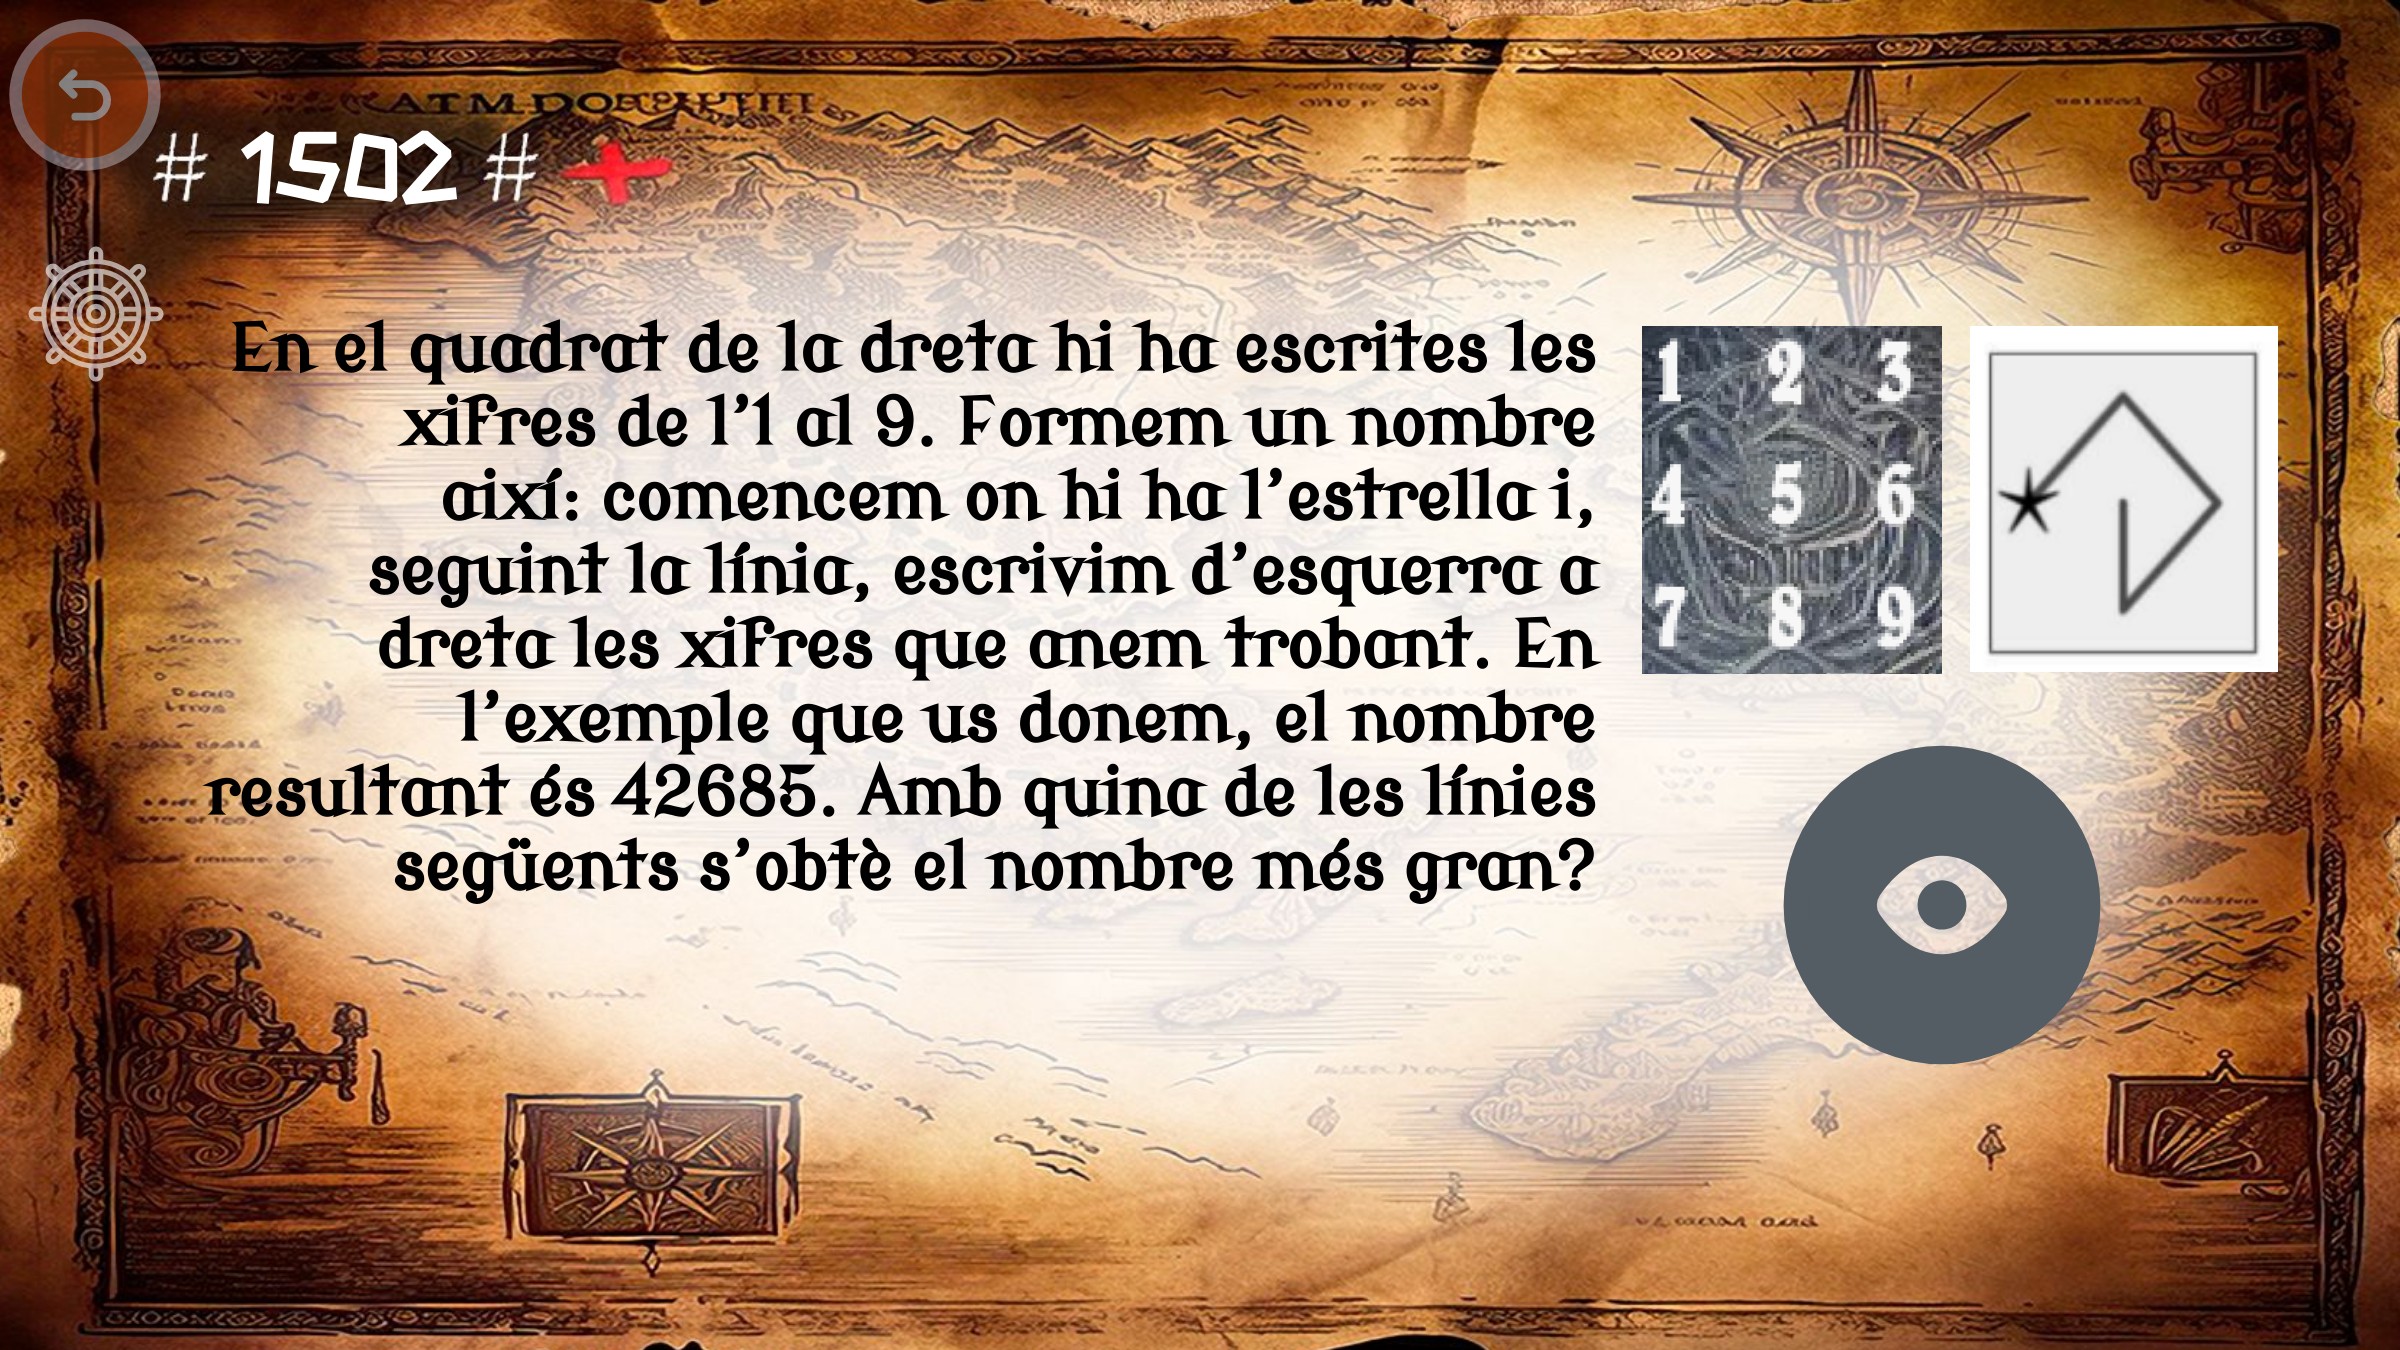 # 1502 #
En el quadrat de la dreta hi ha escrites les
xifres de l'1 al 9. Formem un nombre
així: comencem on hi ha l'estrella i,
seguint la línia, escrivim d'esquerra a
dreta les xifres que anem trobant. En
l'exemple que us donem, el nombre
resultant és 42685. Amb quina de les línies
següents s'obtè el nombre més gran?
1 2 3
4 5 6
7 8 9